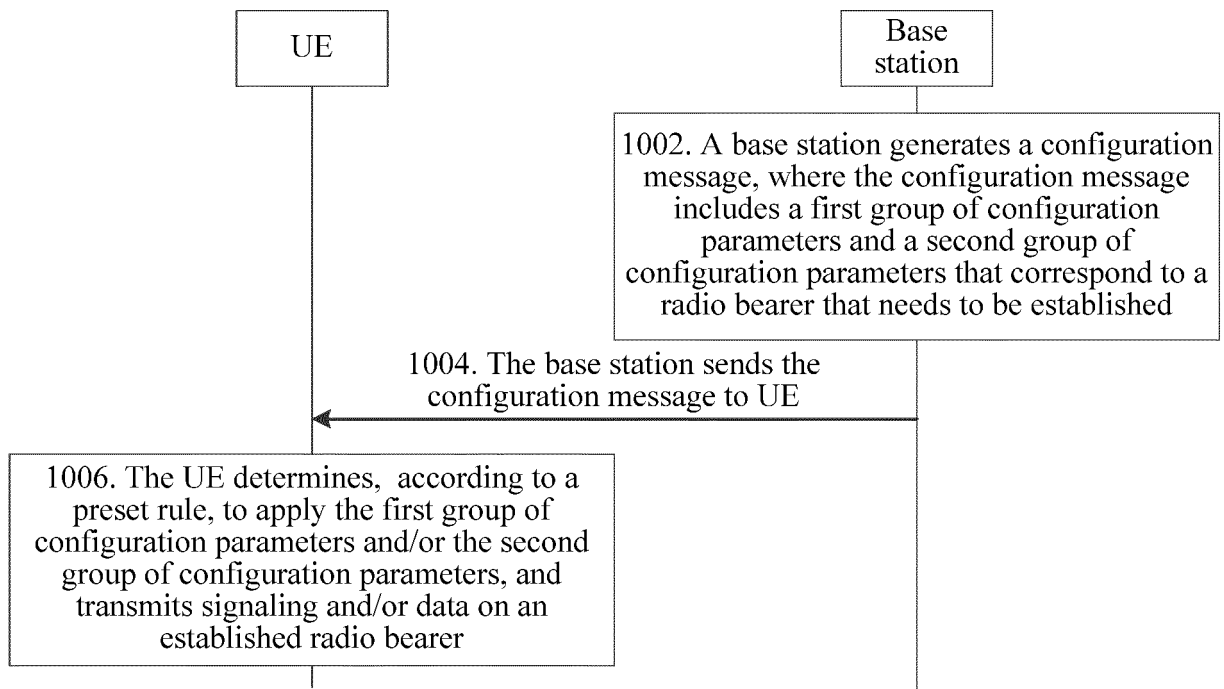 UE
Base
station
1002. A base station generates a configuration
message, where the configuration message
includes a first group of configuration
parameters and a second group of
configuration parameters that correspond to a
radio bearer that needs to be established
1004. The base station sends the
configuration message to UE
1006. The UE determines, according to a
preset rule, to apply the first group of
configuration parameters and/or the second
group of configuration parameters, and
transmits signaling and/or data on an
established radio bearer